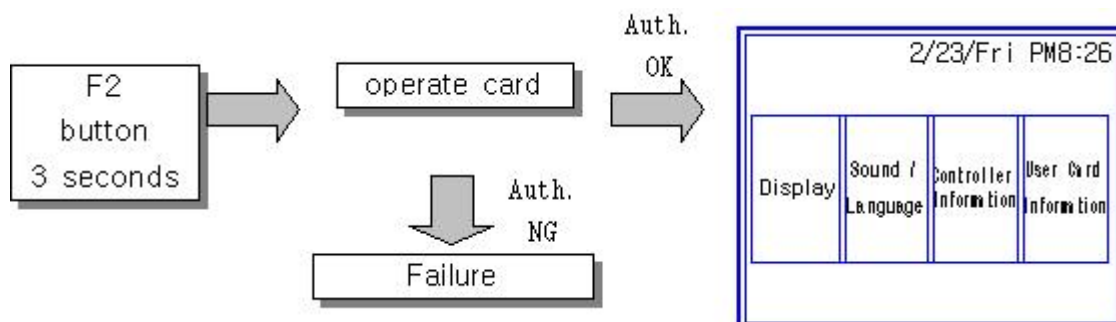 F2
button
3 seconds
operate card
Auth.
OK
Auth.
NG
Failure
2/23/Fri PM8:26
Display
Sound /
Language
Controller
Information
User Card
Information